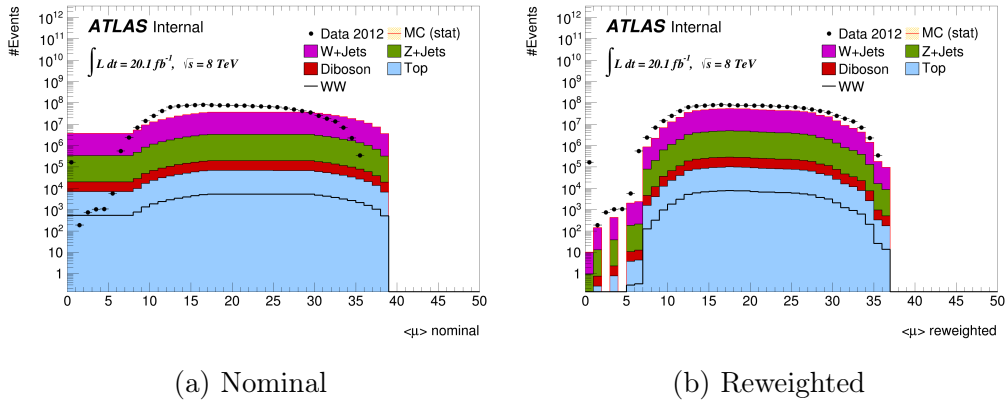 ATLAS Internal
∫ L dt = 20.1 fb⁻¹, √s = 8 TeV
Data 2012
MC (stat)
W+Jets
Z+Jets
Diboson
Top
WW
#Events
10¹²
10¹¹
10¹⁰
10⁹
10⁸
10⁷
10⁶
10⁵
10⁴
10³
10²
10
1
0 5 10 15 20 25 30 35 40 45 50
<μ> nominal
(a) Nominal
ATLAS Internal
∫ L dt = 20.1 fb⁻¹, √s = 8 TeV
Data 2012
MC (stat)
W+Jets
Z+Jets
Diboson
Top
WW
#Events
10¹²
10¹¹
10¹⁰
10⁹
10⁸
10⁷
10⁶
10⁵
10⁴
10³
10²
10
1
0 5 10 15 20 25 30 35 40 45 50
<μ> reweighted
(b) Reweighted